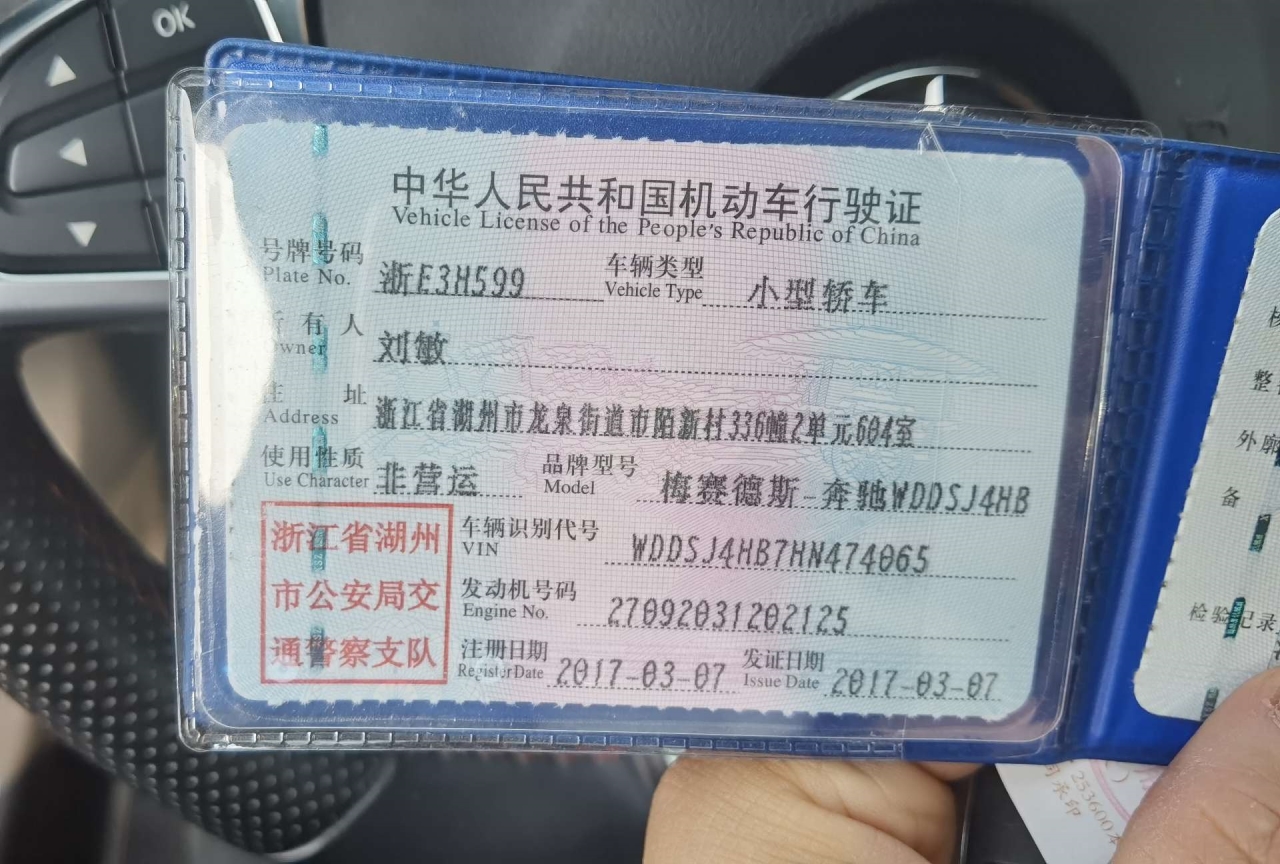 OK
中华人民共和国机动车行驶证
Vehicle License of the People's Republic of China
号牌号码 浙E3H599 车辆类型 小型轿车
Plate No. Vehicle Type
所有人 刘敏
Owner
住址 浙江省湖州市龙泉街道市陌新村336幢2单元604室
Address
使用性质 非营运 品牌型号 梅赛德斯-奔驰WDDSJ4HB
Use Character Model
浙江省湖州
市公安局交
通警察支队
车辆识别代号 WDDSJ4HB7HN474065
VIN
发动机号码 27092031202125
Engine No.
注册日期 2017-03-07 发证日期 2017-03-07
Register Date Issue Date
整
外廓
备
检验记录